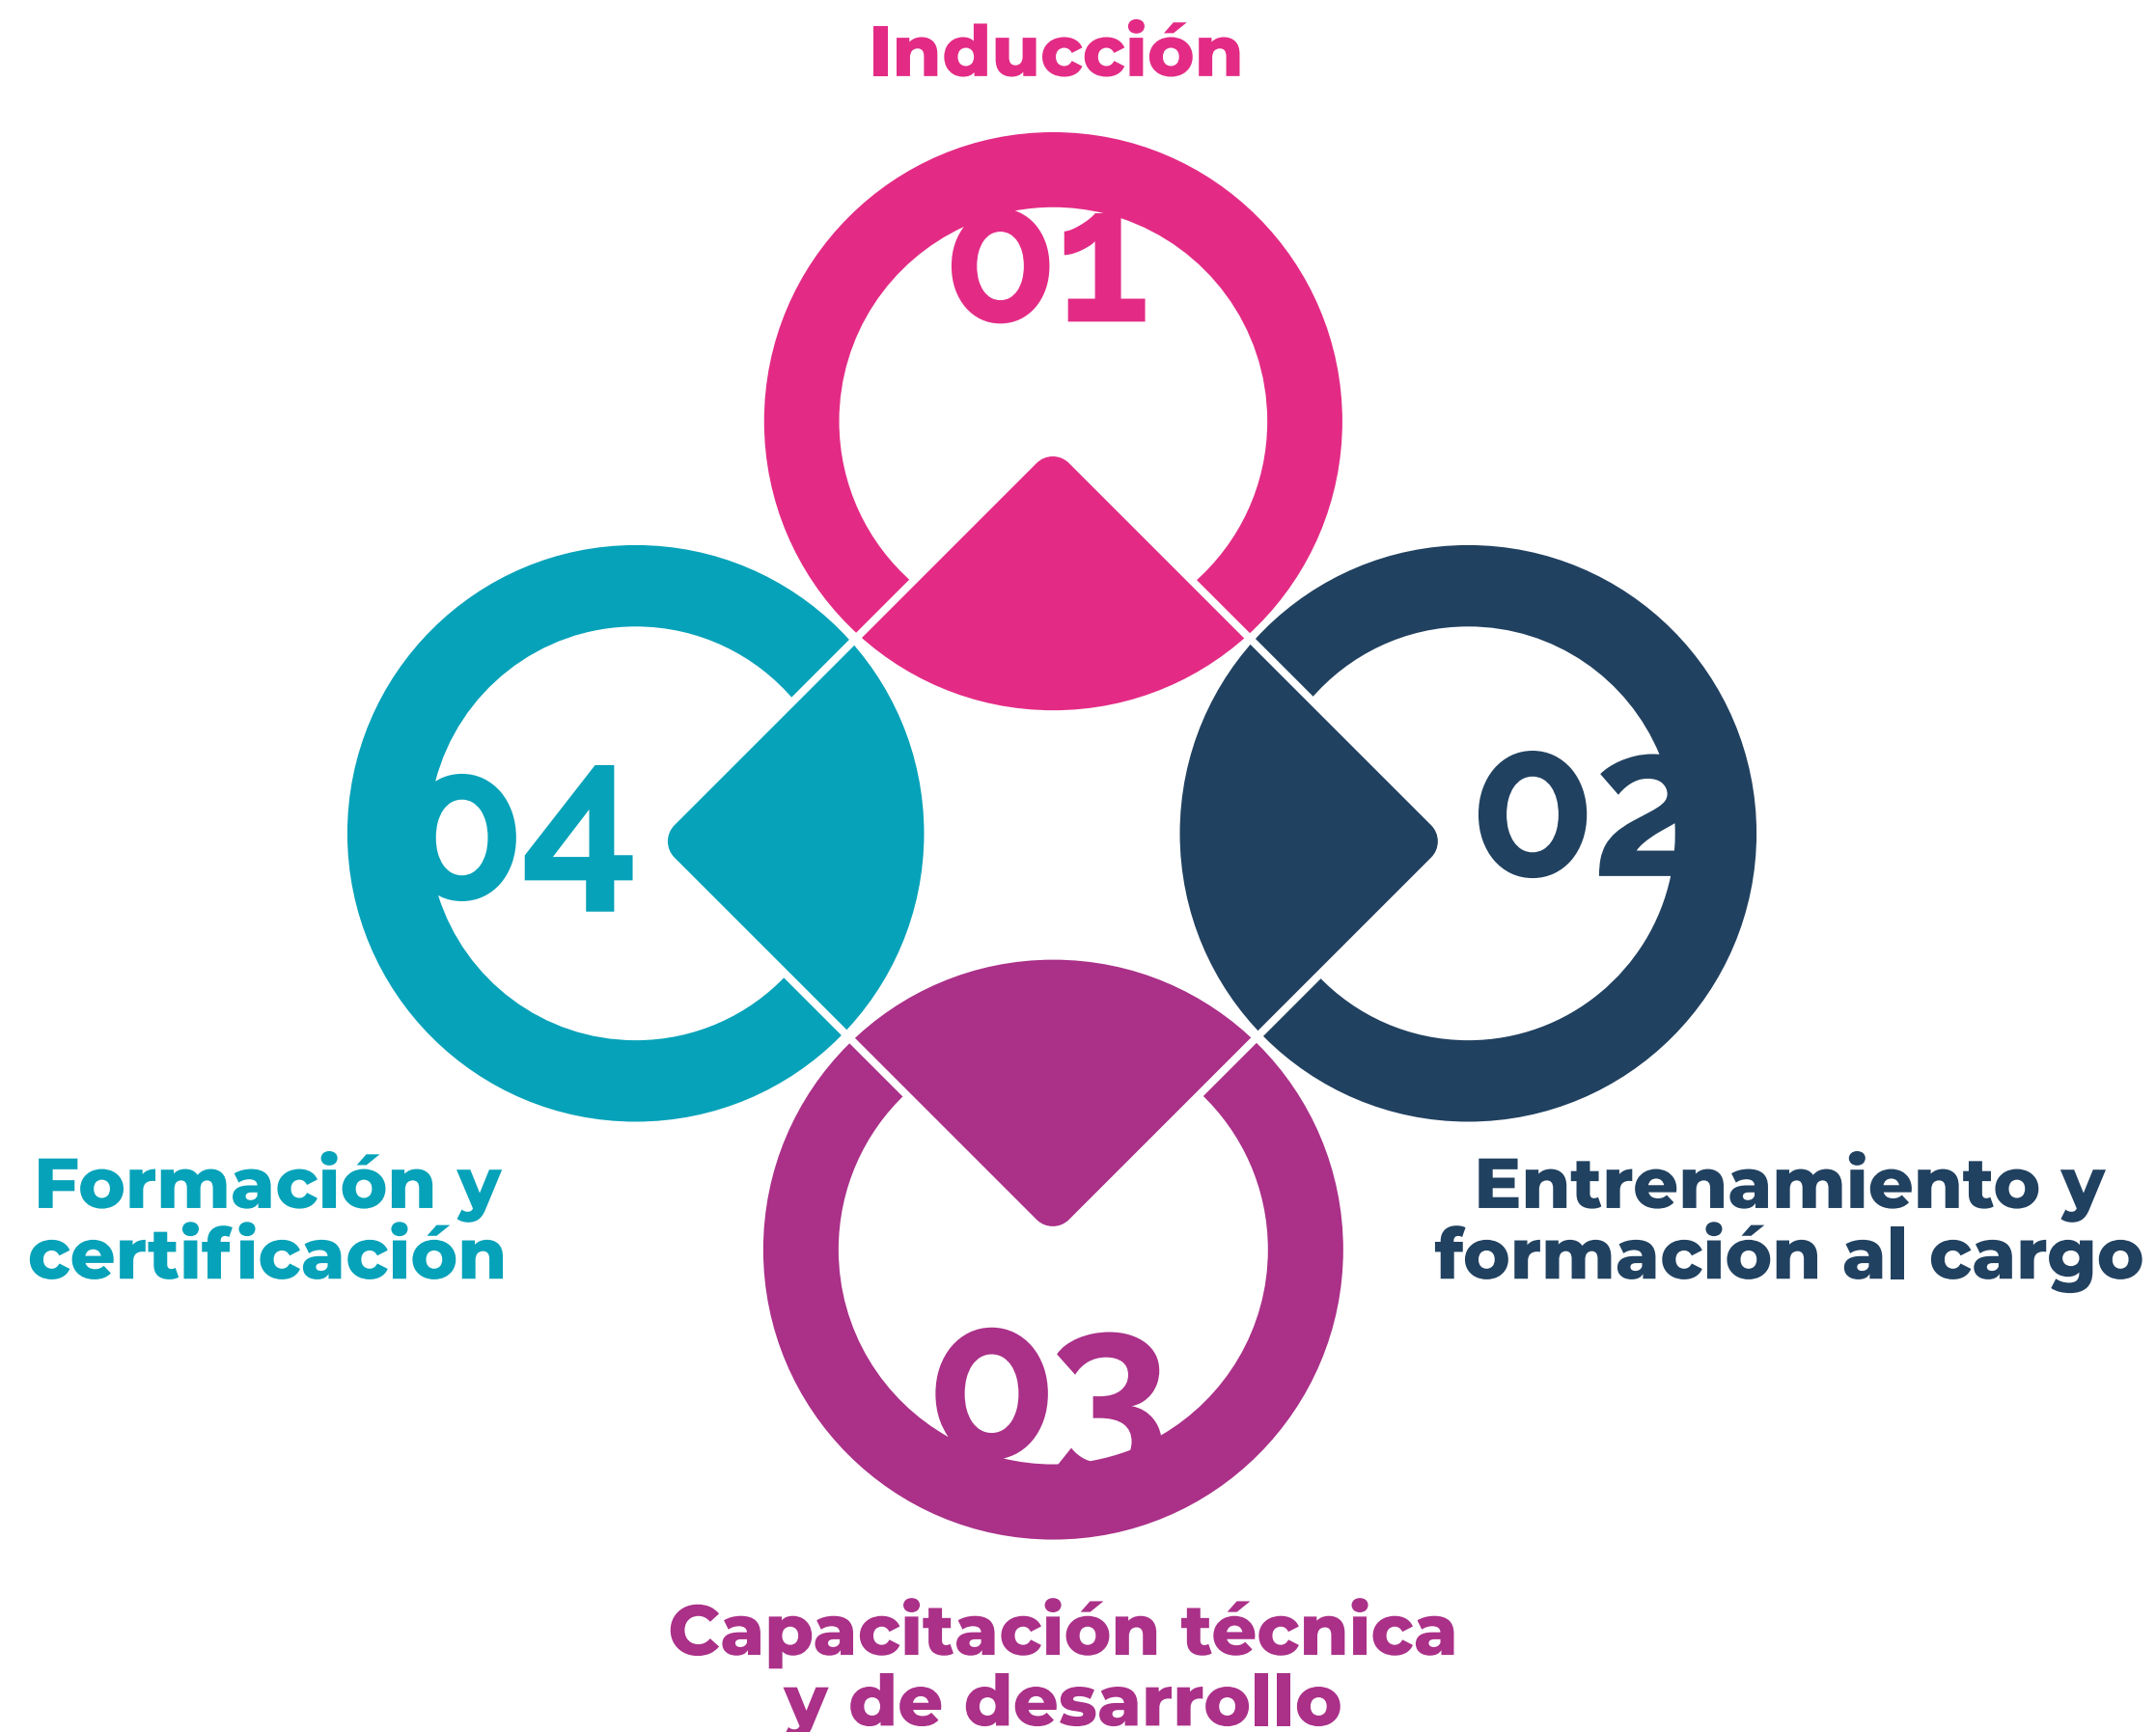 Inducción
01
02
Entrenamiento y
formación al cargo
03
Capacitación técnica
y de desarrollo
04
Formación y
certificación